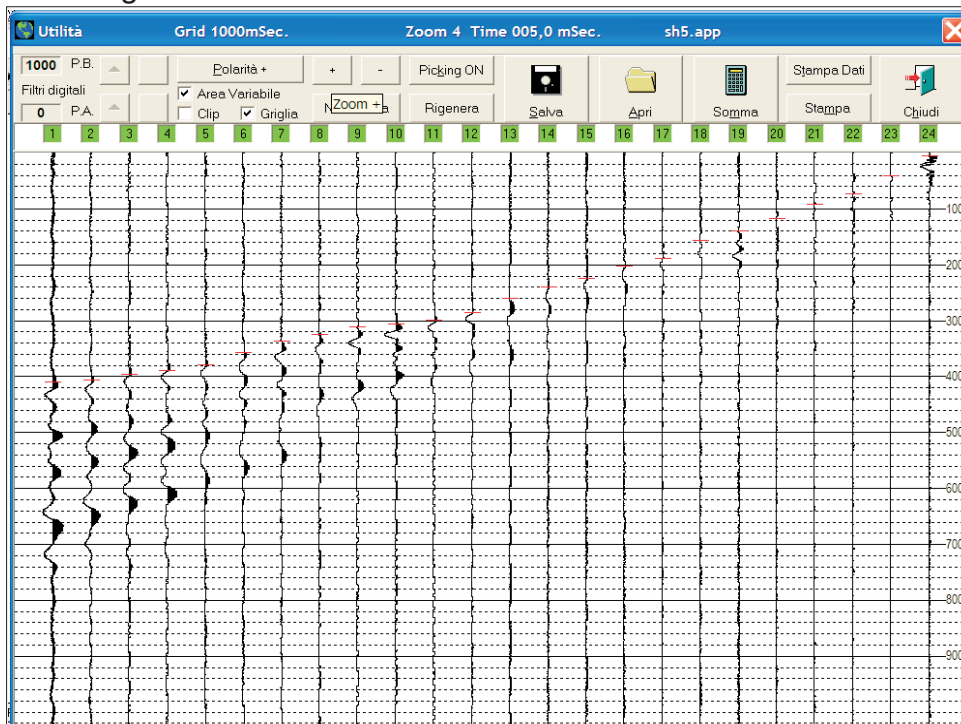 Utilità Grid 1000mSec. Zoom 4 Time 005,0 mSec. sh5.app
1000 P.B. Polarità + + - Picking ON Stampa Dati
Filtri digitali Area Variabile Zoom +
0 P.A. Clip Griglia Rigenera Salva Apri Somma Stampa Chiudi
1 2 3 4 5 6 7 8 9 10 11 12 13 14 15 16 17 18 19 20 21 22 23 24
100
200
300
400
500
600
700
800
900